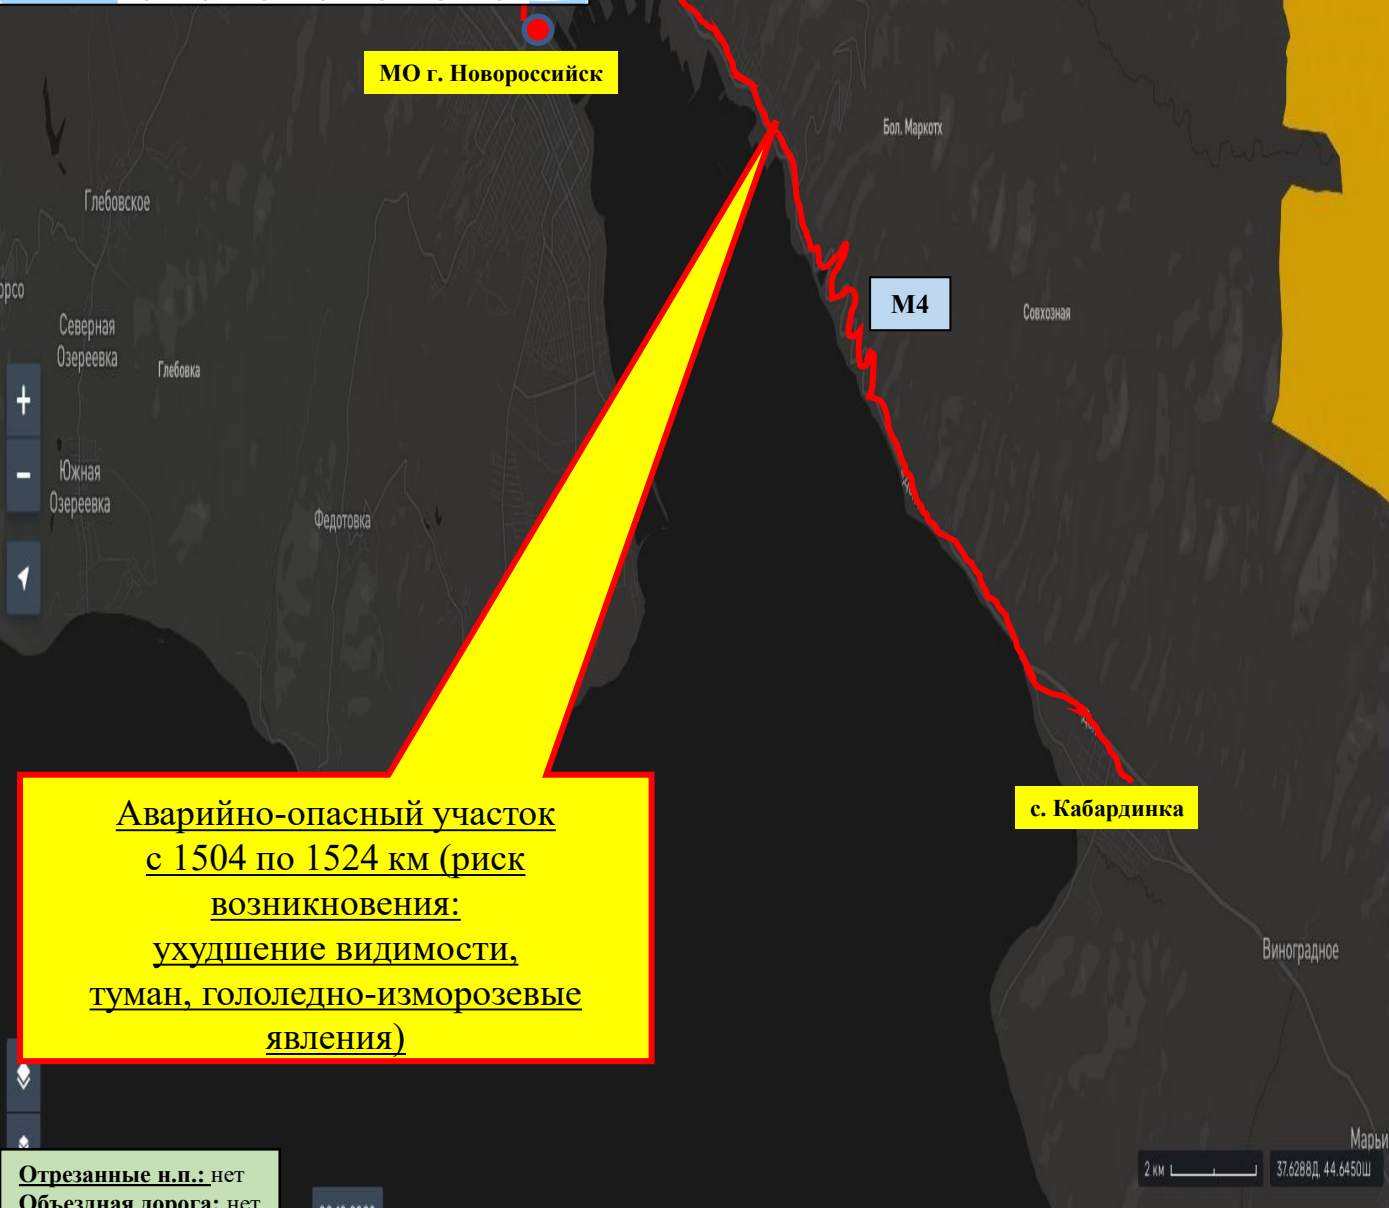 МО г. Новороссийск
Бол. Маркотх
Глебовское
М4
Совхозная
Северная
Озереевка
Глебовка
+
−
Южная
Озереевка
Федотовка
Аварийно-опасный участок
с 1504 по 1524 км (риск
возникновения:
ухудшение видимости,
туман, гололедно-изморозевые
явления)
с. Кабардинка
Виноградное
Марьи
2 км
37.6288Д, 44.6450Ш
Отрезанные н.п.: нет
Объездная дорога: нет